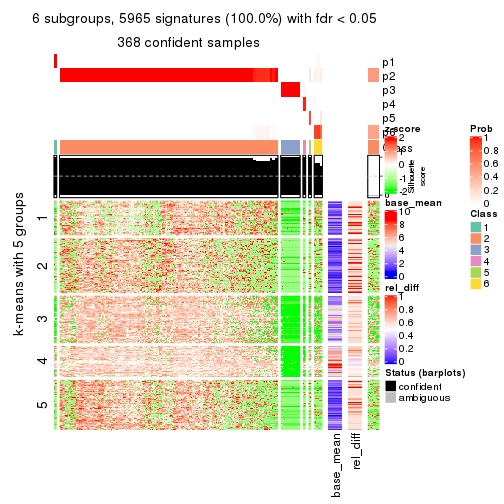 6 subgroups, 5965 signatures (100.0%) with fdr < 0.05
368 confident samples
p1
p2
p3
p4
p5
p6
Class
Silhouette
score
k-means with 5 groups
1
2
3
4
5
base_mean
rel_diff
z-score
2
1
0
-1
-2
base_mean
10
8
6
4
2
0
rel_diff
1
0.8
0.6
0.4
0.2
0
Status (barplots)
confident
ambiguous
Prob
1
0.8
0.6
0.4
0.2
0
Class
1
2
3
4
5
6